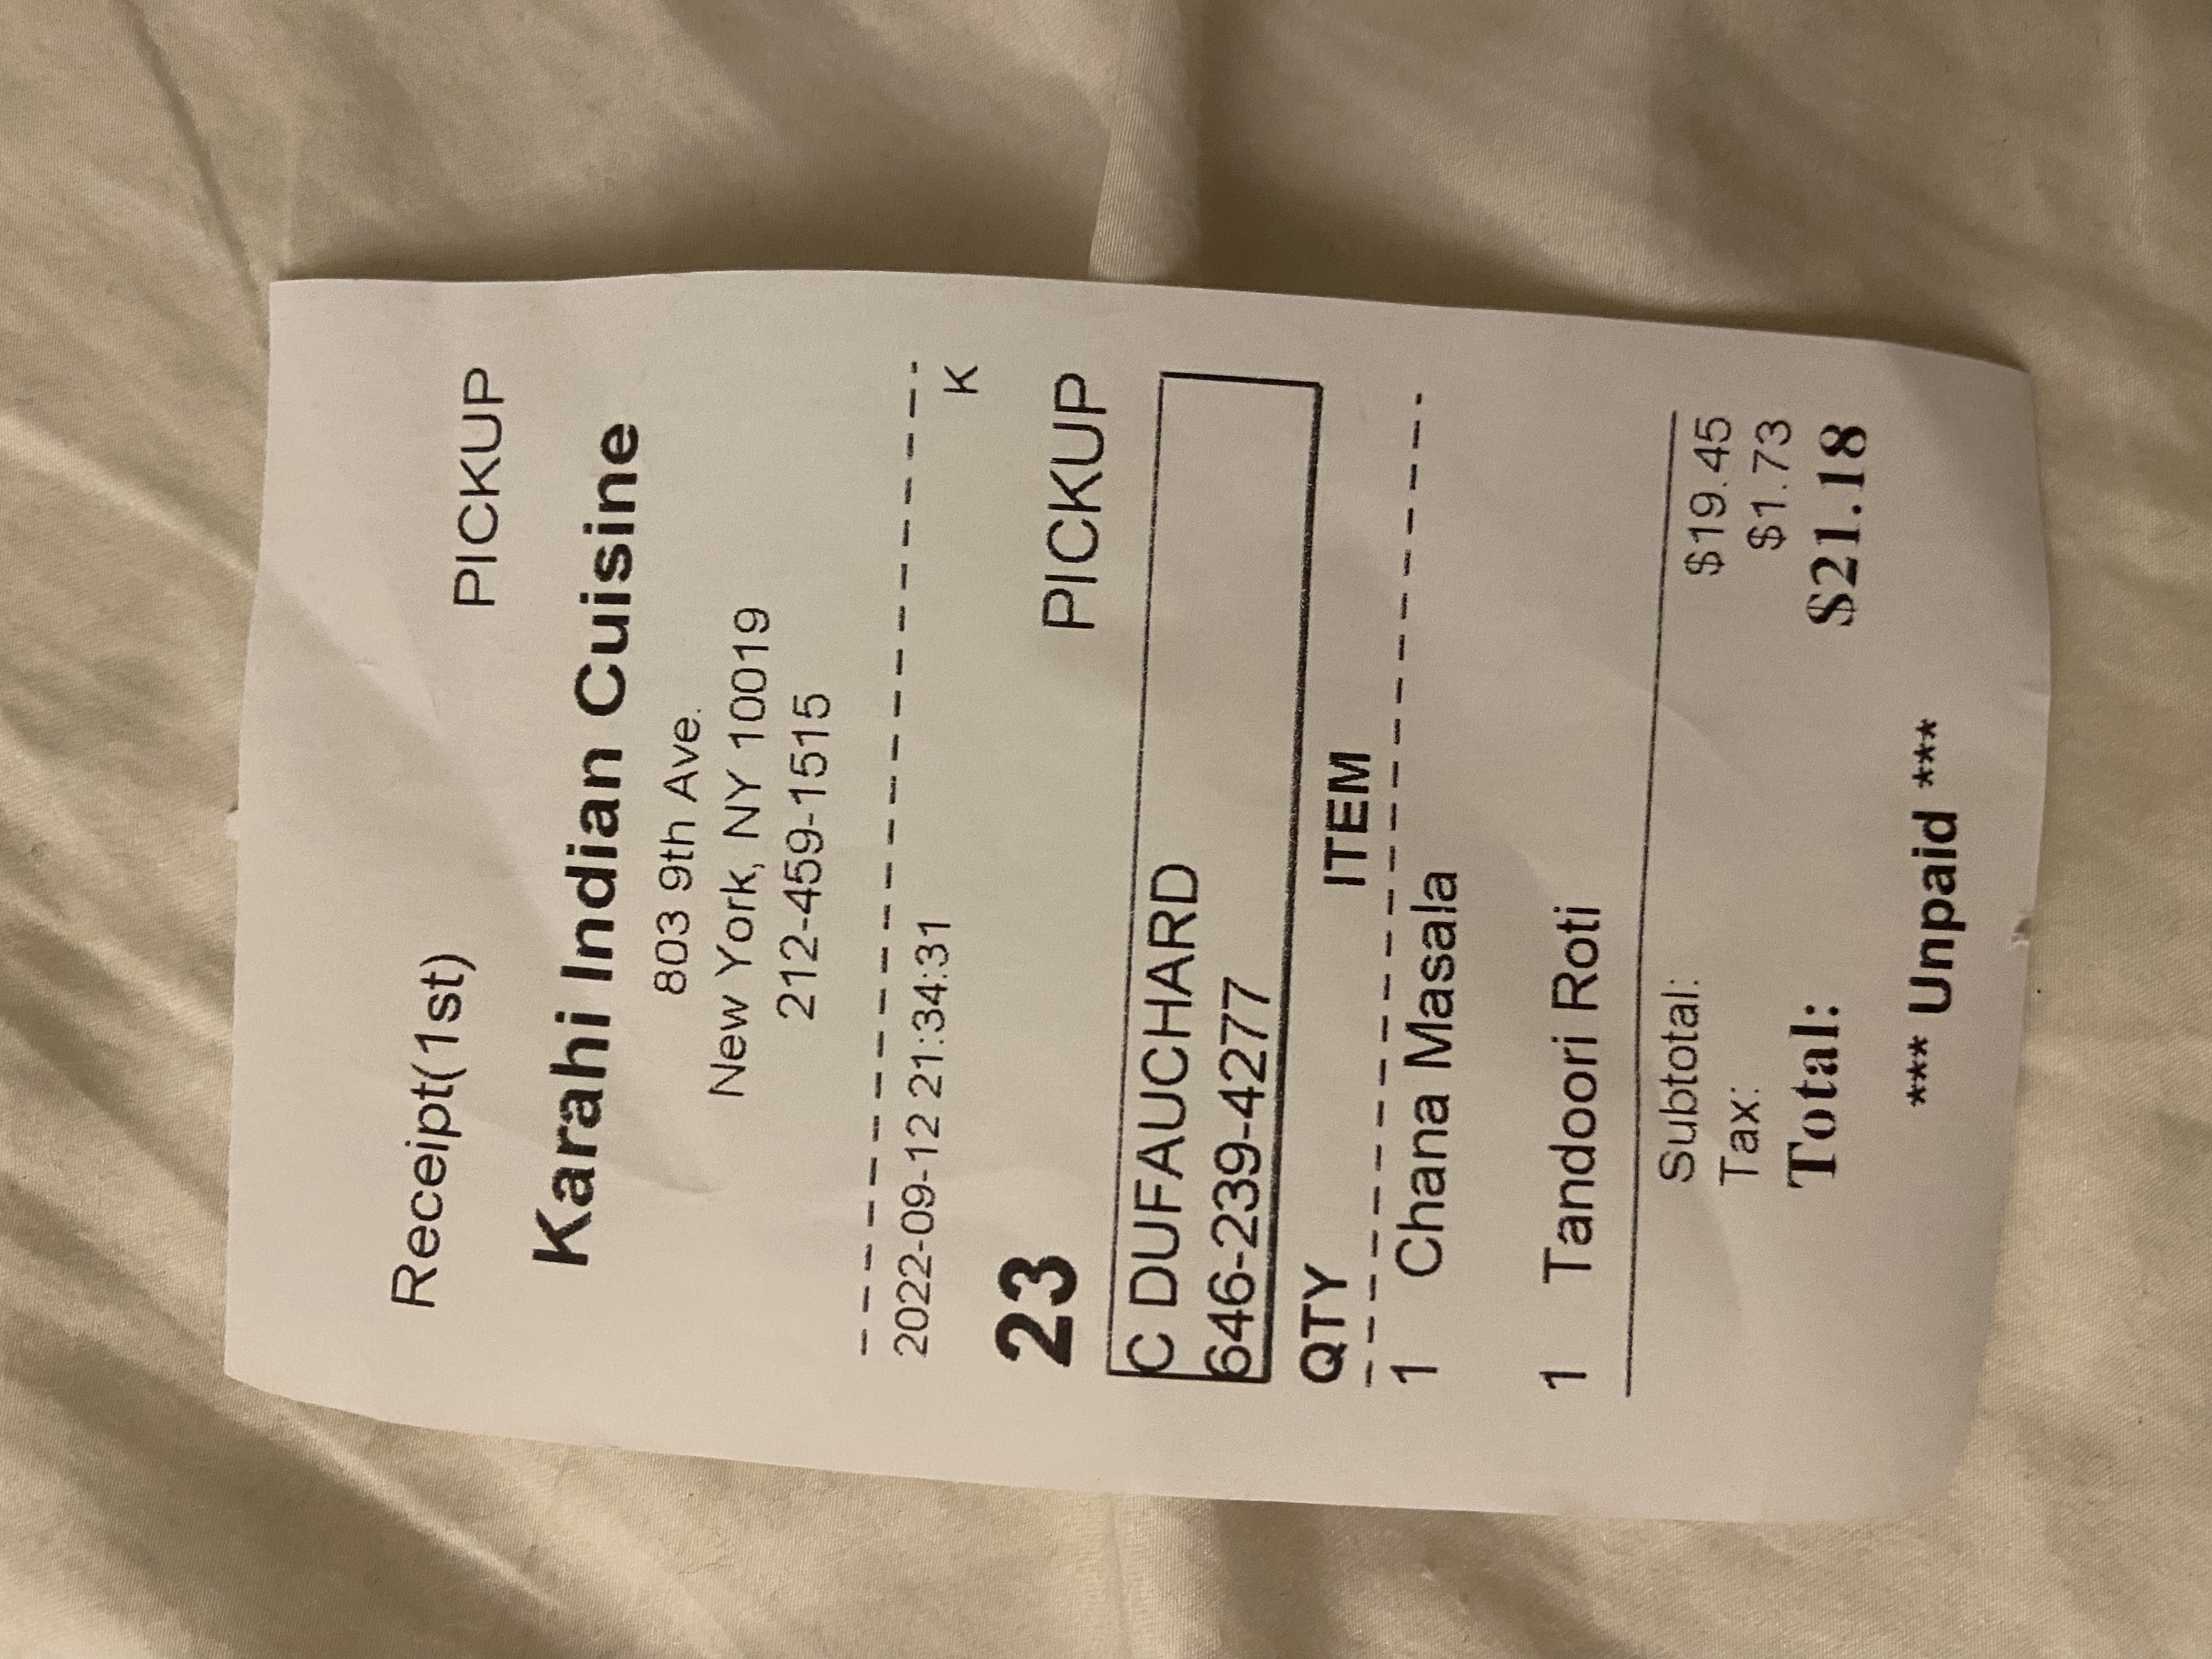 Receipt(1st)
PICKUP
Karahi Indian Cuisine
803 9th Ave.
New York, NY 10019
212-459-1515
2022-09-12 21:34:31 K
23 PICKUP
C DUFAUCHARD
646-239-4277
QTY ITEM
1 Chana Masala
1 Tandoori Roti
Subtotal: $19.45
Tax: $1.73
Total: $21.18
*** Unpaid ***